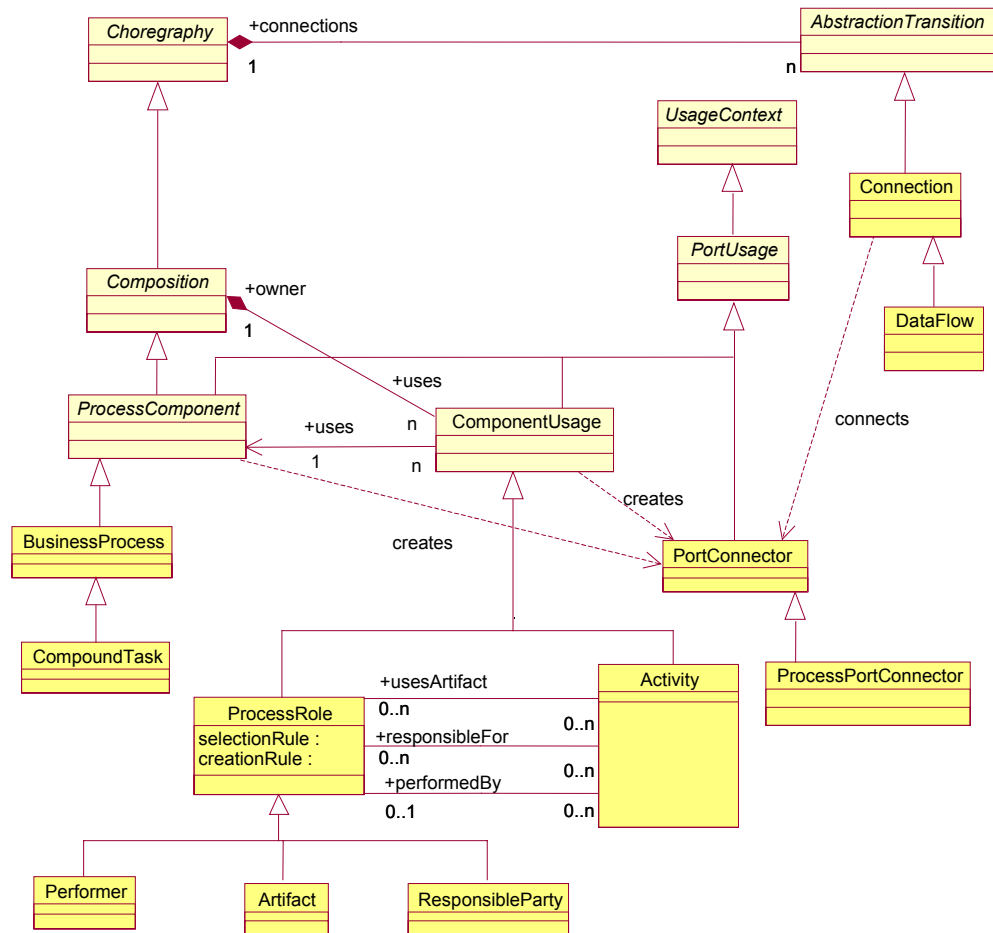 Choregraphy
+connections
1
n
AbstractionTransition
UsageContext
Connection
PortUsage
Composition
+owner
1
DataFlow
+uses
n
ProcessComponent
ComponentUsage
connects
+uses
1
n
creates
creates
BusinessProcess
PortConnector
CompoundTask
ProcessPortConnector
+usesArtifact
0..n
0..n
Activity
ProcessRole
selectionRule :
creationRule :
+responsibleFor
0..n
0..n
+performedBy
0..1
0..n
Performer
Artifact
ResponsibleParty